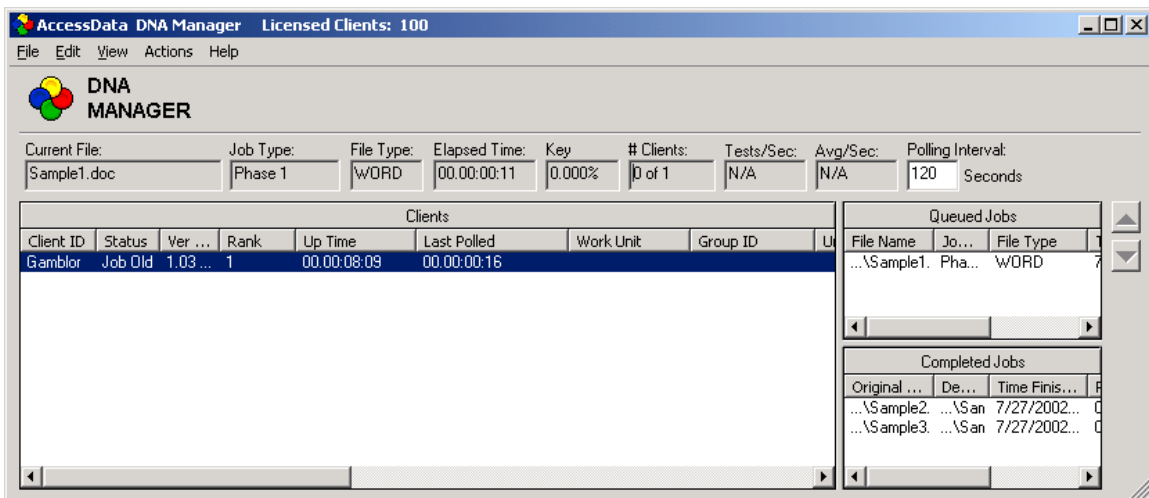 AccessData DNA Manager Licensed Clients: 100
File Edit View Actions Help
DNA
MANAGER
Current File: Job Type: File Type: Elapsed Time: Key # Clients: Tests/Sec: Avg/Sec: Polling Interval:
Sample1.doc Phase 1 WORD 00.00:00:11 0.000% 0 of 1 N/A N/A 120 Seconds
Clients
Client ID Status Ver ... Rank Up Time Last Polled Work Unit Group ID
Gamblor Job Old 1.03 ... 1 00.00:08:09 00.00:00:16
Queued Jobs
File Name Jo... File Type
...\Sample1. Pha... WORD 7
Completed Jobs
Original ... De... Time Finis...
...\Sample2. ...\San 7/27/2002...
...\Sample3. ...\San 7/27/2002...